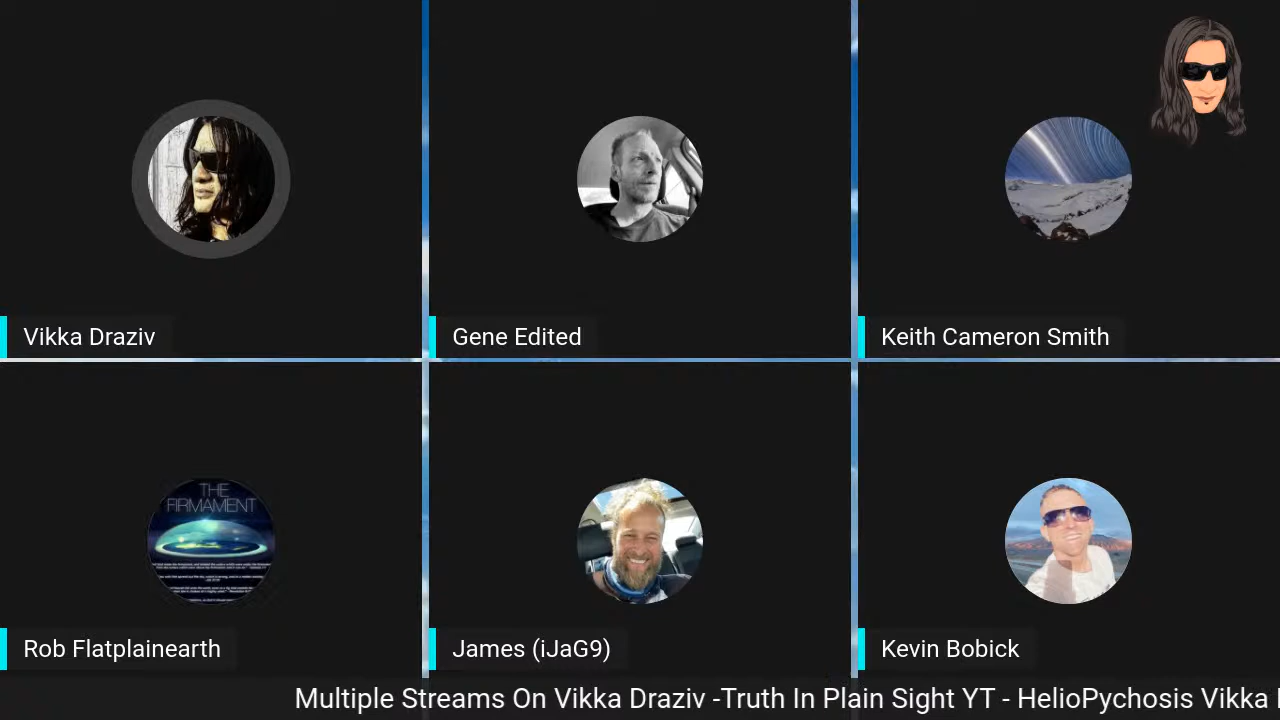 Vikka Draziv
Gene Edited
Keith Cameron Smith
THE
FIRMAMENT
Rob Flatplainearth
James (iJaG9)
Kevin Bobick
Multiple Streams On Vikka Draziv -Truth In Plain Sight YT - HelioPychosis Vikka